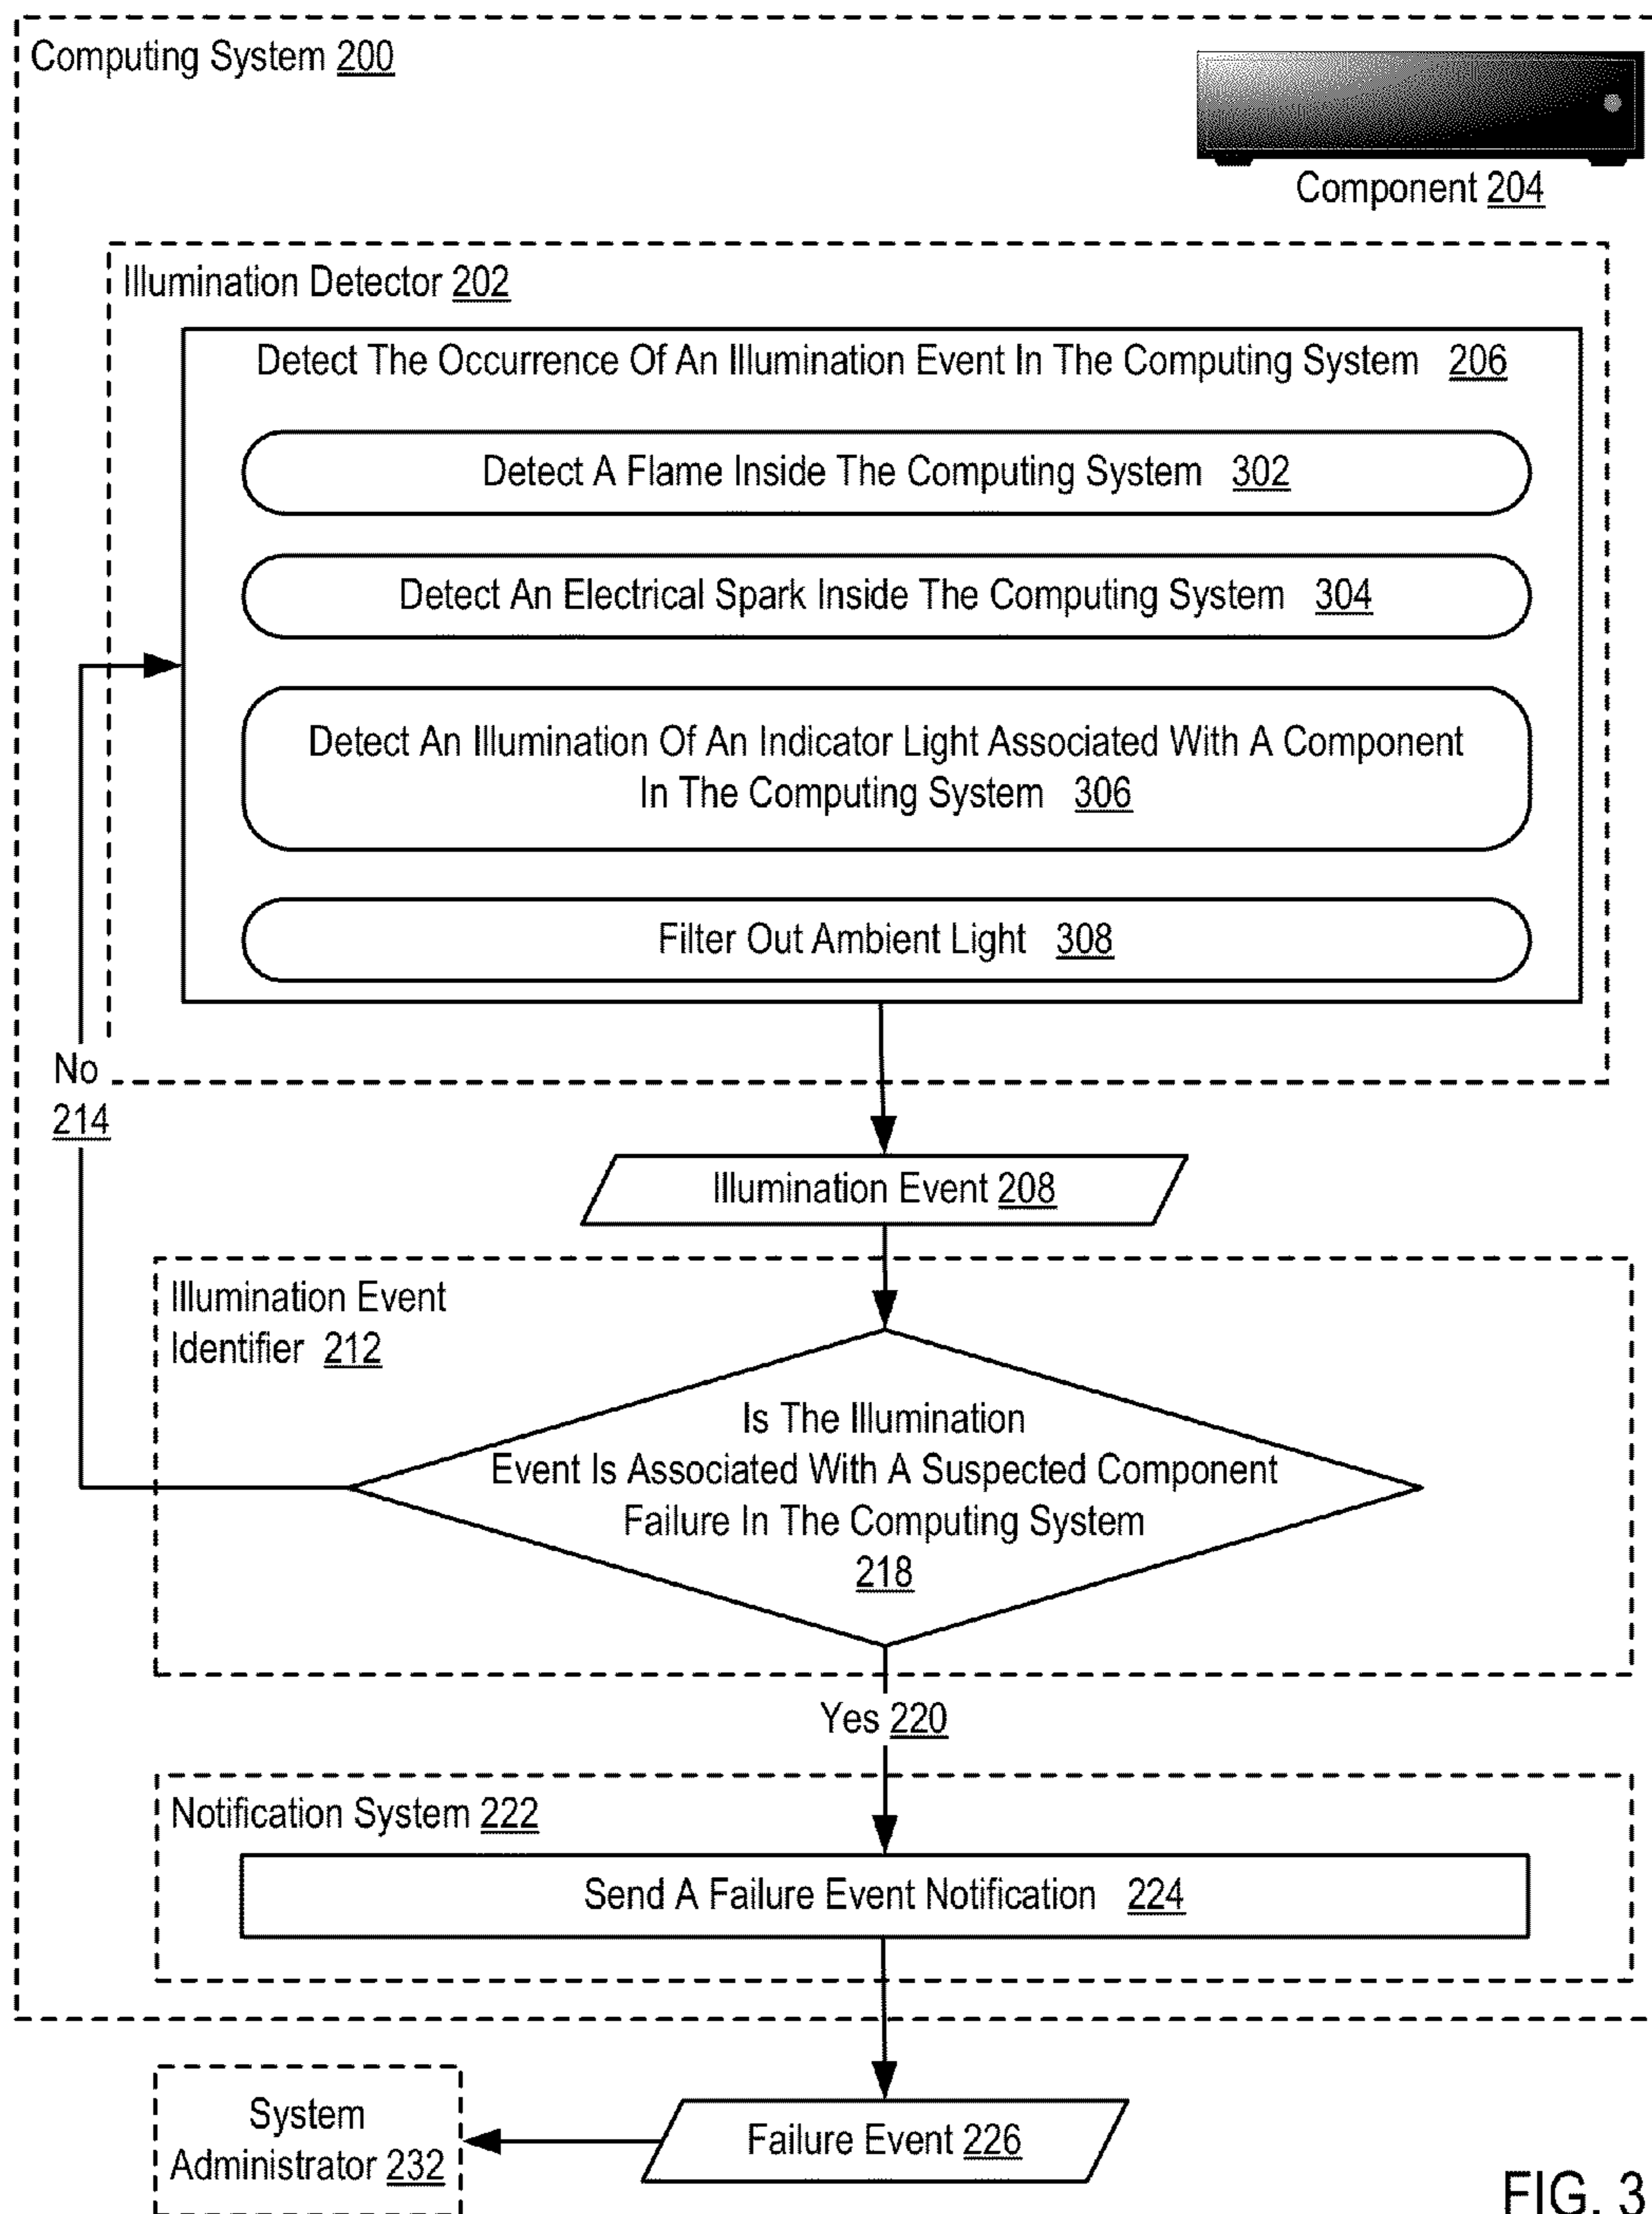 Computing System 200
Component 204
Illumination Detector 202
Detect The Occurrence Of An Illumination Event In The Computing System 206
Detect A Flame Inside The Computing System 302
Detect An Electrical Spark Inside The Computing System 304
Detect An Illumination Of An Indicator Light Associated With A Component
In The Computing System 306
Filter Out Ambient Light 308
No
214
Illumination Event 208
Illumination Event
Identifier 212
Is The Illumination
Event Is Associated With A Suspected Component
Failure In The Computing System
218
Yes 220
Notification System 222
Send A Failure Event Notification 224
System
Administrator 232
Failure Event 226
FIG. 3